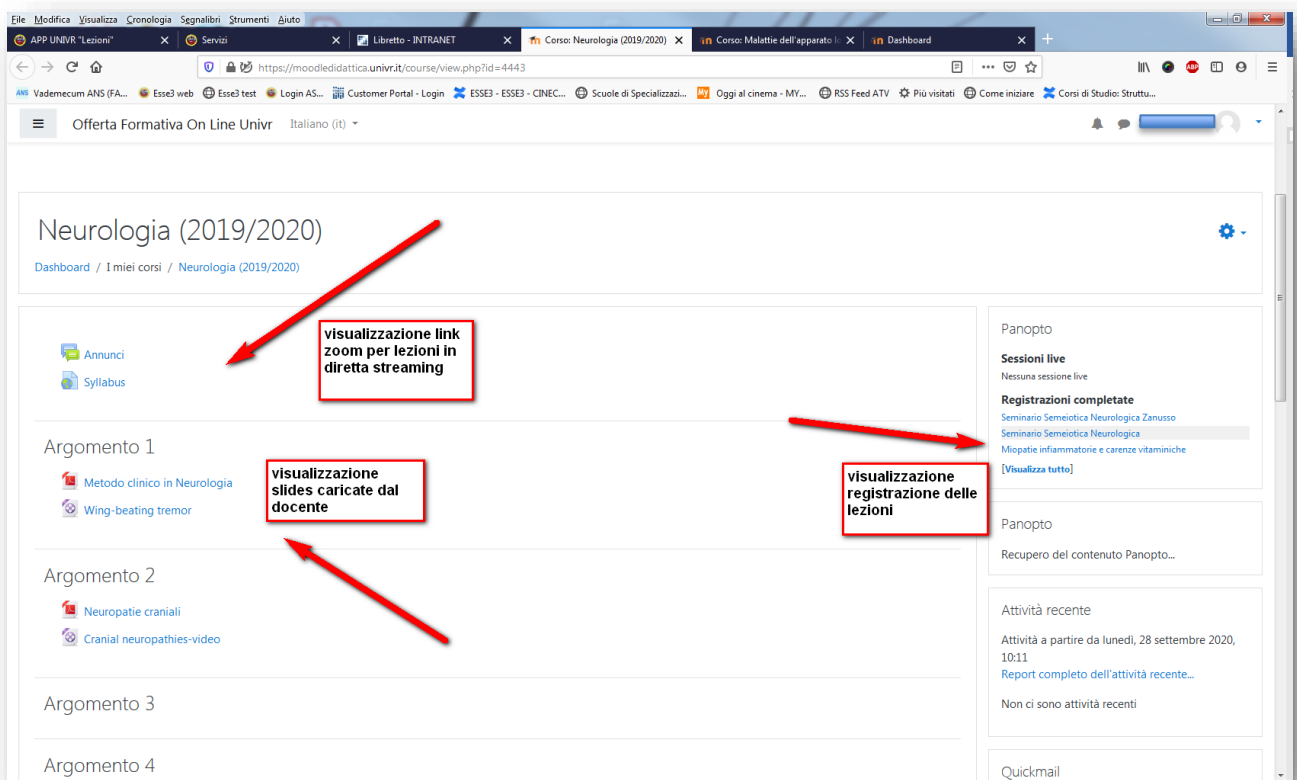 File Modifica Visualizza Cronologia Segnalibri Strumenti Aiuto
APP UNIVR "Lezioni"
Servizi
Libretto - INTRANET
Corso: Neurologia (2019/2020)
Corso: Malattie dell'apparato
Dashboard
https://moodledidattica.univr.it/course/view.php?id=4443
ANS Vademecum ANS (FA...
Esse3 web
Esse3 test
Login AS...
Customer Portal - Login
ESSE3 - ESSE3 - CINEC...
Scuole di Specializzazi...
My Oggi al cinema - MY...
RSS Feed ATV
Più visitati
Come iniziare
Corsi di Studio: Struttu...
ABP
Offerta Formativa On Line Univr
Italiano (it)
Neurologia (2019/2020)
Dashboard / I miei corsi / Neurologia (2019/2020)
visualizzazione link
zoom per lezioni in
diretta streaming
Annunci
Syllabus
Argomento 1
Metodo clinico in Neurologia
Wing-beating tremor
visualizzazione
slides caricate dal
docente
Argomento 2
Neuropatie craniali
Cranial neuropathies-video
Argomento 3
Argomento 4
Panopto
Sessioni live
Nessuna sessione live
Registrazioni completate
Seminario Semeiotica Neurologica Zanusso
Seminario Semeiotica Neurologica
Miopatie infiammatorie e carenze vitaminiche
[Visualizza tutto]
visualizzazione
registrazione delle
lezioni
Panopto
Recupero del contenuto Panopto...
Attività recente
Attività a partire da lunedì, 28 settembre 2020,
10:11
Report completo dell'attività recente...
Non ci sono attività recenti
Quickmail